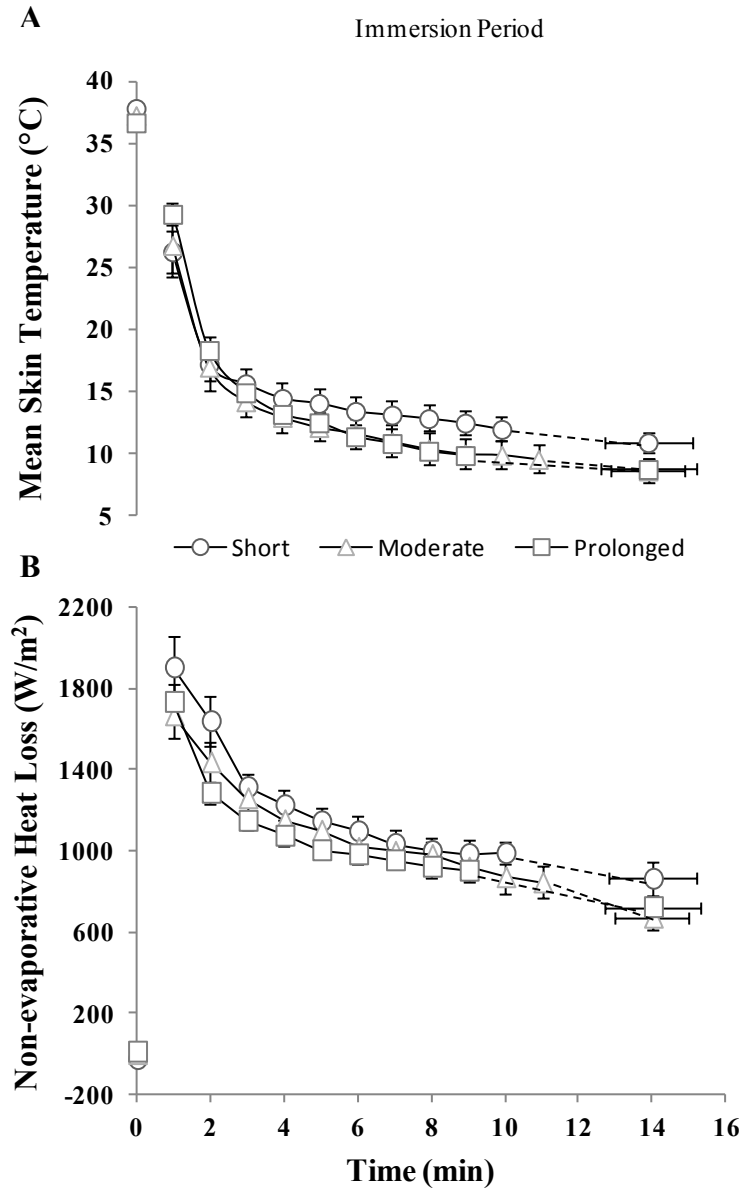 A
Immersion Period
Mean Skin Temperature (°C)
40
35
30
25
20
15
10
5
Short Moderate Prolonged
B
Non-evaporative Heat Loss (W/m²)
2200
1800
1400
1000
600
200
-200
0 2 4 6 8 10 12 14 16
Time (min)